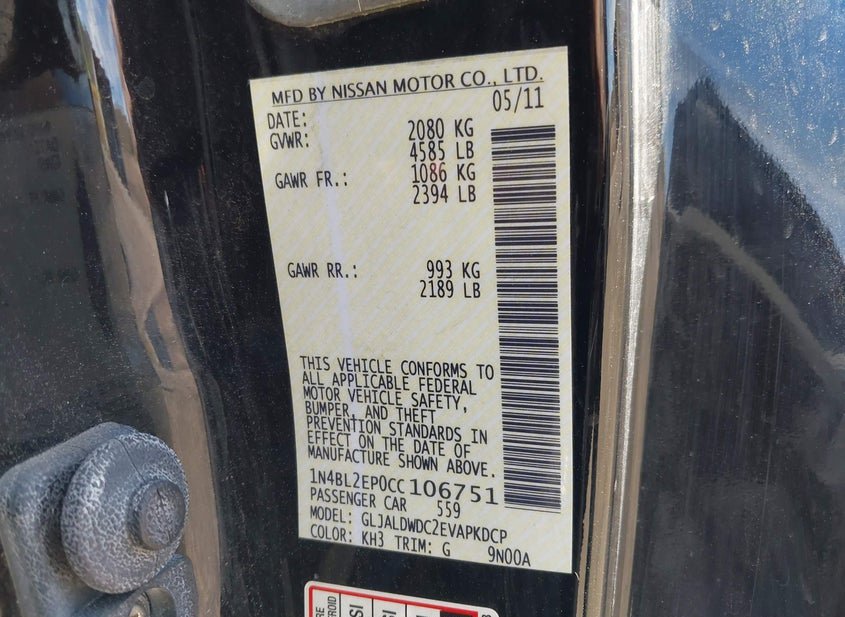 MFD BY NISSAN MOTOR CO., LTD.
DATE: 05/11
GVWR: 2080 KG
4585 LB
GAWR FR.: 1086 KG
2394 LB
GAWR RR.: 993 KG
2189 LB
THIS VEHICLE CONFORMS TO
ALL APPLICABLE FEDERAL
MOTOR VEHICLE SAFETY,
BUMPER, AND THEFT
PREVENTION STANDARDS IN
EFFECT ON THE DATE OF
MANUFACTURE SHOWN ABOVE.
1N4BL2EP0CC106751
PASSENGER CAR 559
MODEL: GLJALDWDC2EVAPKDCP
COLOR: KH3 TRIM: G 9N00A